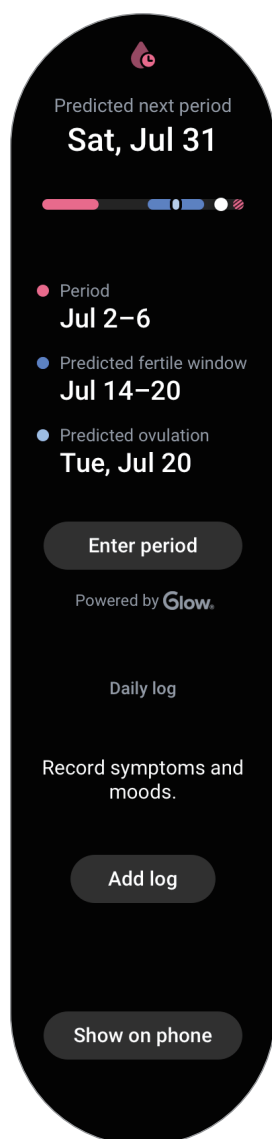 Predicted next period
Sat, Jul 31
Period
Jul 2–6
Predicted fertile window
Jul 14–20
Predicted ovulation
Tue, Jul 20
Enter period
Powered by Glow.
Daily log
Record symptoms and
moods.
Add log
Show on phone